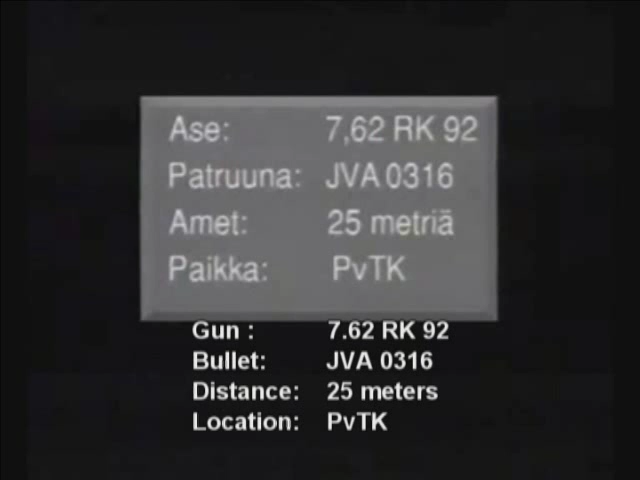 Ase: 7,62 RK 92
Patruuna: JVA 0316
Amet: 25 metriä
Paikka: PvTK
Gun : 7.62 RK 92
Bullet: JVA 0316
Distance: 25 meters
Location: PvTK